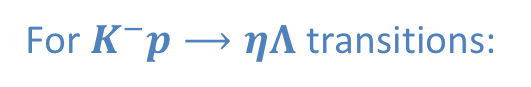 For K⁻p ⟶ ηΛ transitions: